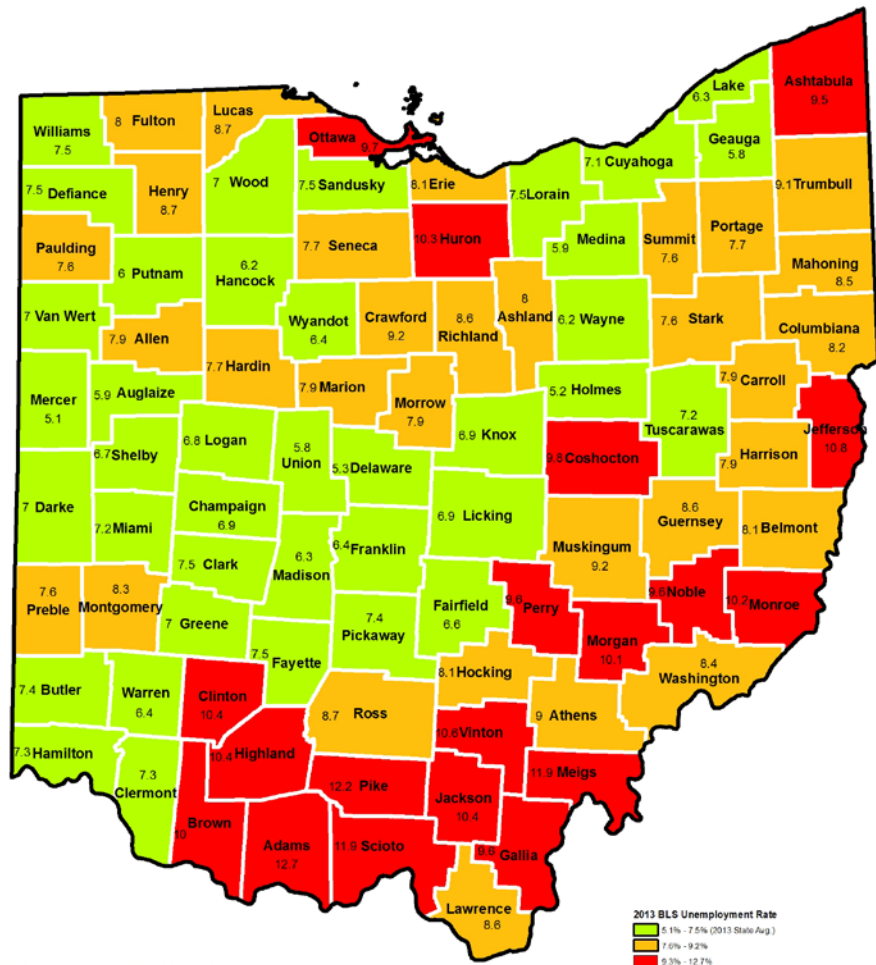 Ashtabula
9.5
Lake
6.3
Geauga
5.8
Lucas
8.7
8 Fulton
Williams
7.5
Ottawa
9.7
7.1 Cuyahoga
9.1 Trumbull
7.5 Defiance
Henry
8.7
7 Wood
7.5 Sandusky
8.1 Erie
7.5 Lorain
Medina
5.9
Summit
7.6
Portage
7.7
Paulding
7.6
6 Putnam
6.2
Hancock
7.7 Seneca
10.3 Huron
Mahoning
8.5
7 Van Wert
7.9 Allen
Wyandot
6.4
Crawford
9.2
8.6
Richland
8
Ashland
6.2 Wayne
7.6 Stark
Columbiana
8.2
7.7 Hardin
7.9 Marion
Morrow
7.9
Mercer
5.1
5.9 Auglaize
5.2 Holmes
7.2
Tuscarawas
7.9 Carroll
Jefferson
10.8
6.7 Shelby
6.8 Logan
5.8
Union
5.3 Delaware
6.9 Knox
9.8 Coshocton
7.9 Harrison
7 Darke
7.2 Miami
Champaign
6.9
6.9 Licking
8.6
Guernsey
8.1 Belmont
7.5 Clark
6.3
Madison
6.4 Franklin
Muskingum
9.2
7.6
Preble
8.3
Montgomery
7 Greene
7.4
Pickaway
Fairfield
6.6
9.6 Perry
Morgan
10.1
Noble
10.2 Monroe
7.5 Fayette
8.1 Hocking
8.4
Washington
7.4 Butler
Warren
6.4
Clinton
10.4
8.7 Ross
10.6 Vinton
9 Athens
7.3 Hamilton
7.3
Clermont
10.4 Highland
12.2 Pike
Jackson
10.4
11.9 Meigs
Brown
10
Adams
12.7
11.9 Scioto
9.6 Gallia
Lawrence
8.6
2013 BLS Unemployment Rate
5.1% - 7.5% (2013 State Avg.)
7.6% - 9.2%
9.3% - 12.7%